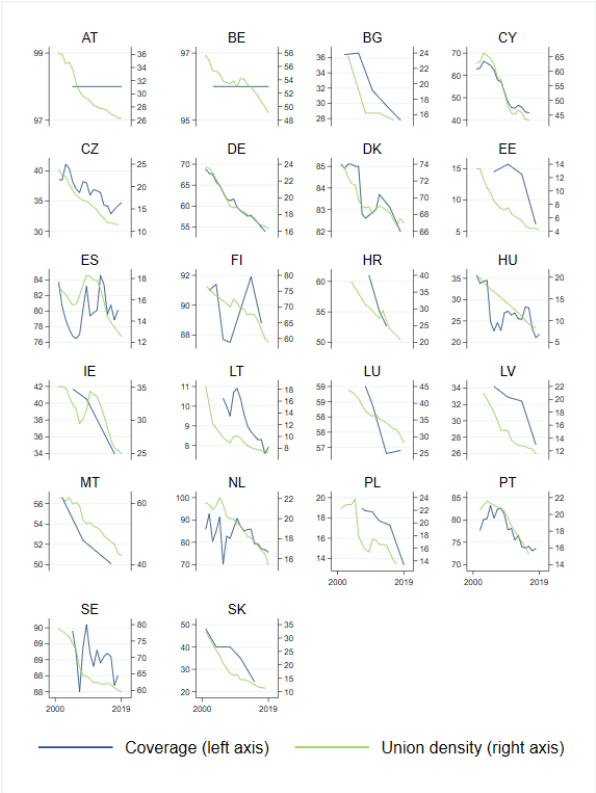 AT
99 97
36 34 32 30 28 26
BE
97 95
58 56 54 52 50 48
BG
36 34 32 30 28
24 22 20 18 16
CY
70 60 50 40
65 60 55 50 45
CZ
40 35 30
25 20 15 10
DE
70 65 60 55
24 22 20 18 16
DK
85 84 83 82
74 72 70 68 66
EE
15 10 5
14 12 10 8 6 4
ES
84 82 80 78 76
18 16 14 12
FI
92 90 88
80 75 70 65 60
HR
60 55 50
40 35 30 25 20
HU
35 30 25 20
20 15 10 5
IE
42 40 38 36 34
35 30 25
LT
11 10 9 8
18 16 14 12 10 8
LU
59 58 58 57 57
45 40 35 30 25
LV
34 32 30 28 26
22 20 18 16 14 12
MT
56 54 52 50
60 40
NL
100 90 80 70
22 20 18 16
PL
20 18 16 14
24 22 20 18 16 14
2000 2019
PT
85 80 75 70
22 20 18 16 14
2000 2019
SE
90 89 89 88 88
80 75 70 65 60
2000 2019
SK
50 40 30 20
35 30 25 20 15 10
2000 2019
Coverage (left axis) Union density (right axis)